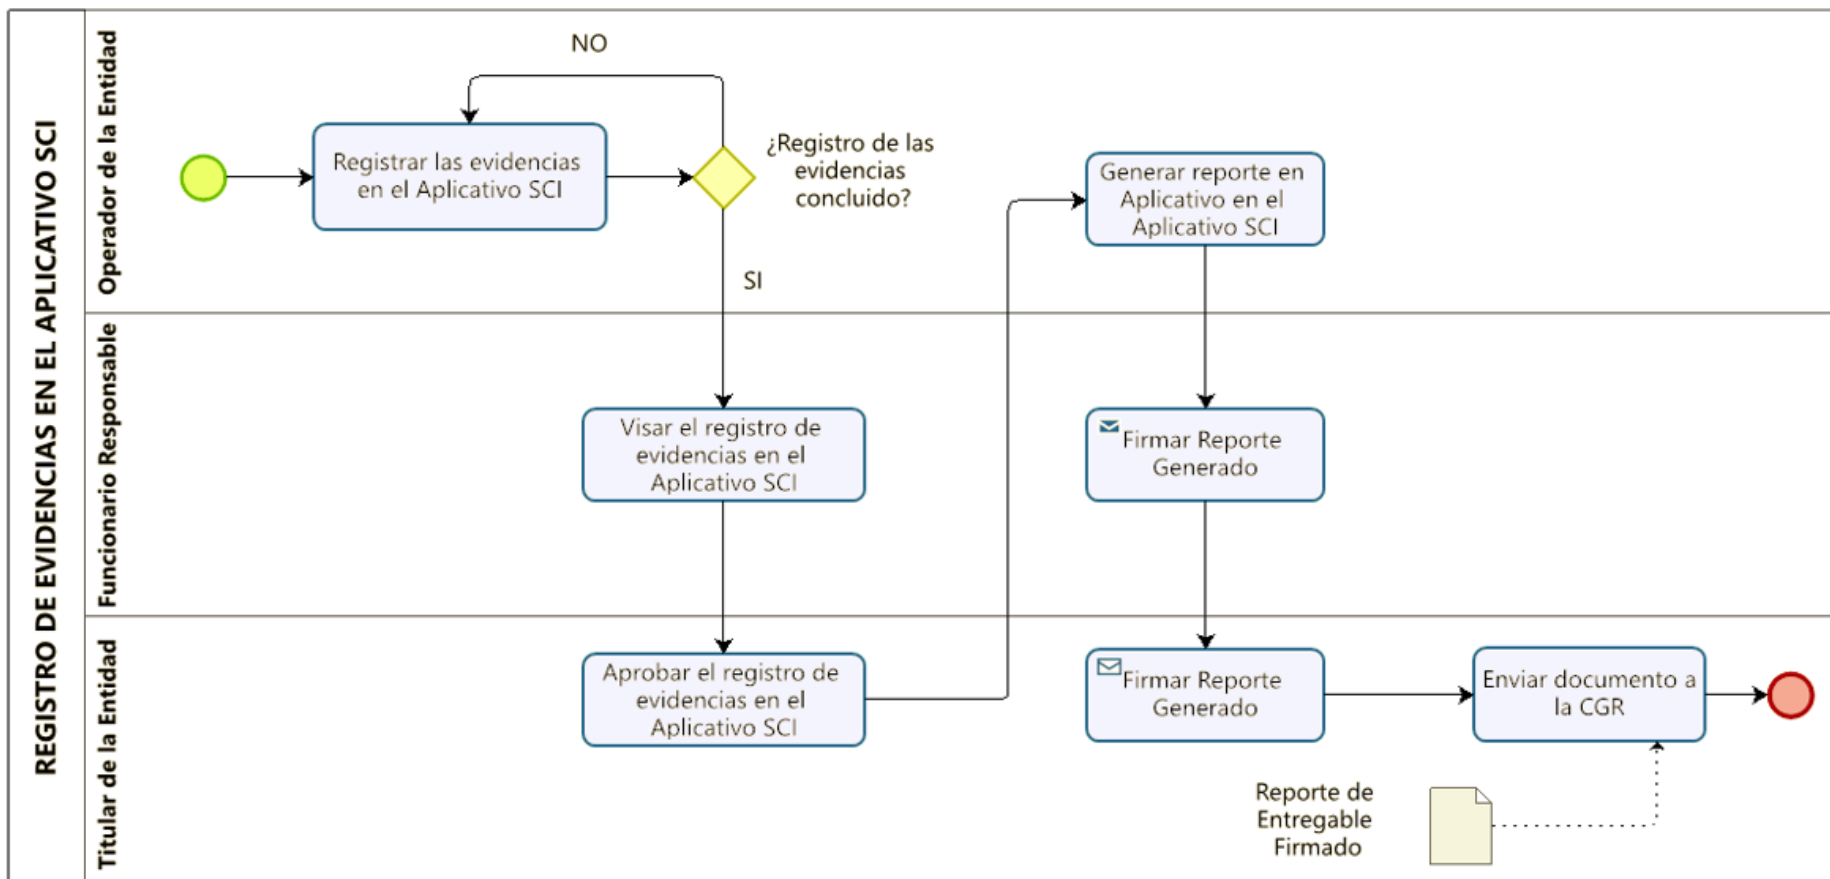 REGISTRO DE EVIDENCIAS EN EL APLICATIVO SCI
Operador de la Entidad
NO
Registrar las evidencias
en el Aplicativo SCI
¿Registro de las
evidencias
concluido?
SI
Generar reporte en
Aplicativo en el
Aplicativo SCI
Funcionario Responsable
Visar el registro de
evidencias en el
Aplicativo SCI
Firmar Reporte
Generado
Titular de la Entidad
Aprobar el registro de
evidencias en el
Aplicativo SCI
Firmar Reporte
Generado
Enviar documento a
la CGR
Reporte de
Entregable
Firmado